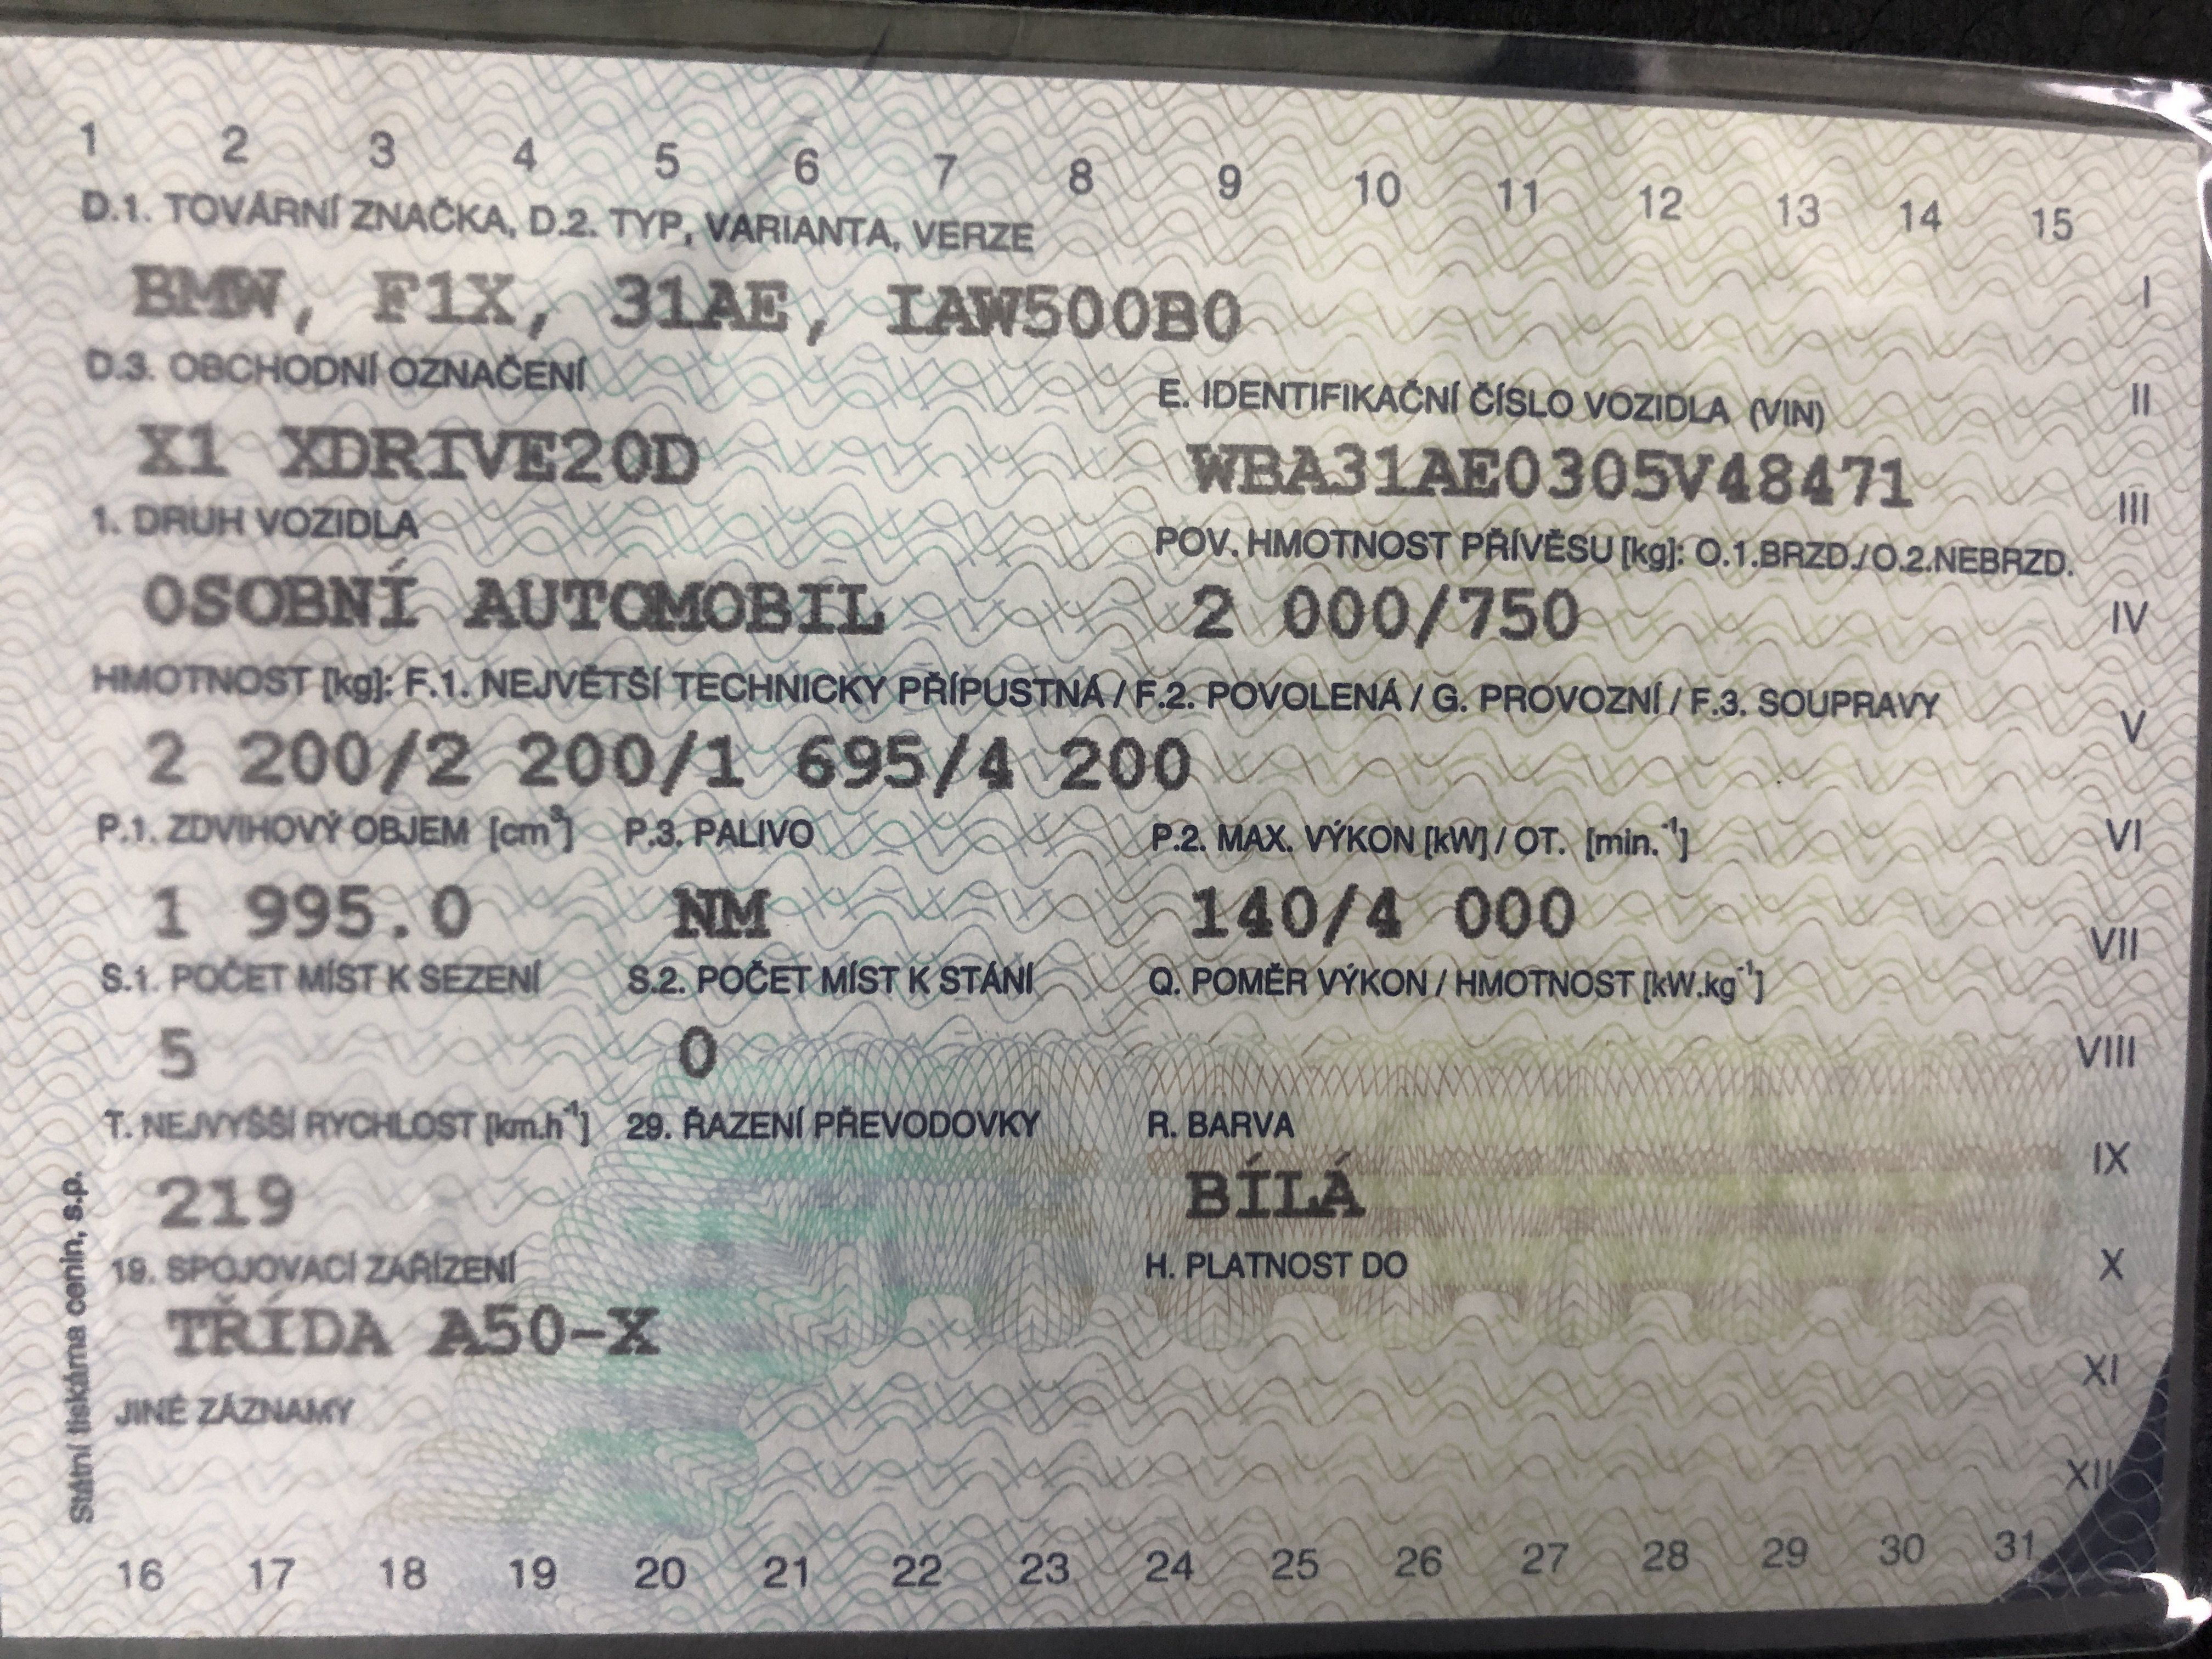 1 2 3 4 5 6 7 8 9 10 11 12 13 14 15
D.1. TOVÁRNÍ ZNAČKA, D.2. TYP, VARIANTA, VERZE
BMW, F1X, 31AE, IAW500B0
I
D.3. OBCHODNÍ OZNAČENÍ
E. IDENTIFIKAČNÍ ČÍSLO VOZIDLA (VIN)
II
X1 XDRIVE20D
WBA31AE0305V48471
III
1. DRUH VOZIDLA
POV. HMOTNOST PŘÍVĚSU [kg]: O.1.BRZD./O.2.NEBRZD.
OSOBNÍ AUTOMOBIL
2 000/750
IV
HMOTNOST [kg]: F.1. NEJVĚTŠÍ TECHNICKY PŘÍPUSTNÁ / F.2. POVOLENÁ / G. PROVOZNÍ / F.3. SOUPRAVY
V
2 200/2 200/1 695/4 200
P.1. ZDVIHOVÝ OBJEM [cm³]
P.3. PALIVO
P.2. MAX. VÝKON [kW] / OT. [min.⁻¹]
VI
1 995.0
NM
140/4 000
VII
S.1. POČET MÍST K SEZENÍ
S.2. POČET MÍST K STÁNÍ
Q. POMĚR VÝKON / HMOTNOST [kW.kg⁻¹]
5
0
VIII
T. NEJVYŠŠÍ RYCHLOST [km.h⁻¹]
29. ŘAZENÍ PŘEVODOVKY
R. BARVA
IX
219
BÍLÁ
19. SPOJOVACÍ ZAŘÍZENÍ
H. PLATNOST DO
X
TŘÍDA A50-X
XI
JINÉ ZÁZNAMY
XII
Státní tiskárna cenin, s.p.
16 17 18 19 20 21 22 23 24 25 26 27 28 29 30 31